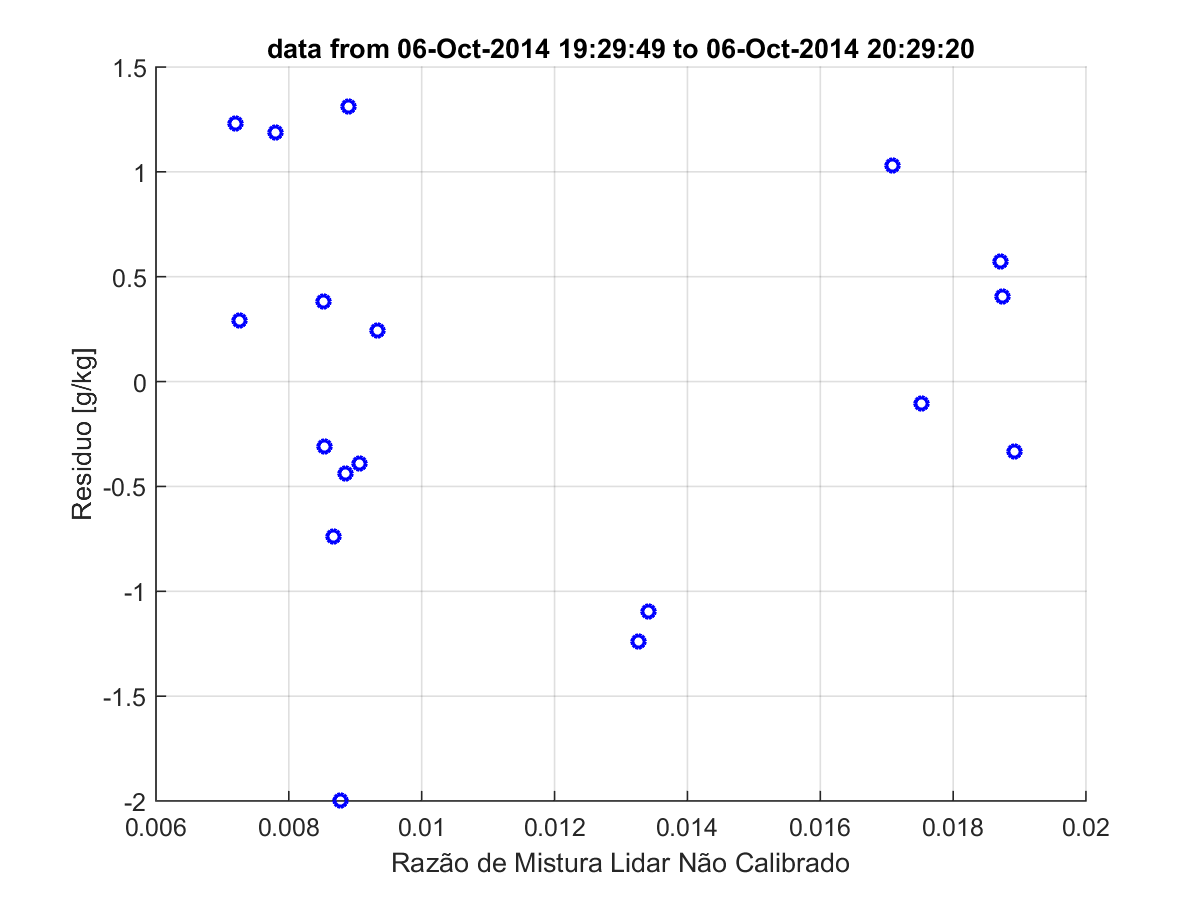 data from 06-Oct-2014 19:29:49 to 06-Oct-2014 20:29:20
1.5
1
0.5
0
-0.5
-1
-1.5
-2
Residuo [g/kg]
0.006 0.008 0.01 0.012 0.014 0.016 0.018 0.02
Razão de Mistura Lidar Não Calibrado